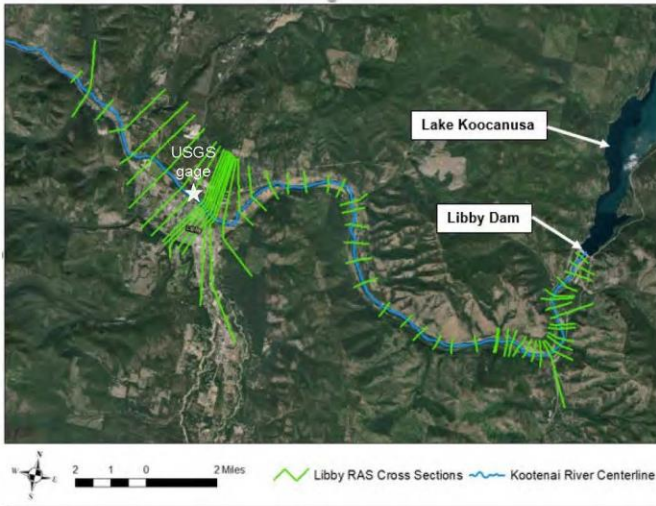 Lake Koocanusa
USGS
gage
Libby Dam
N
W
E
S
2
1
0
2 Miles
Libby RAS Cross Sections
Kootenai River Centerline